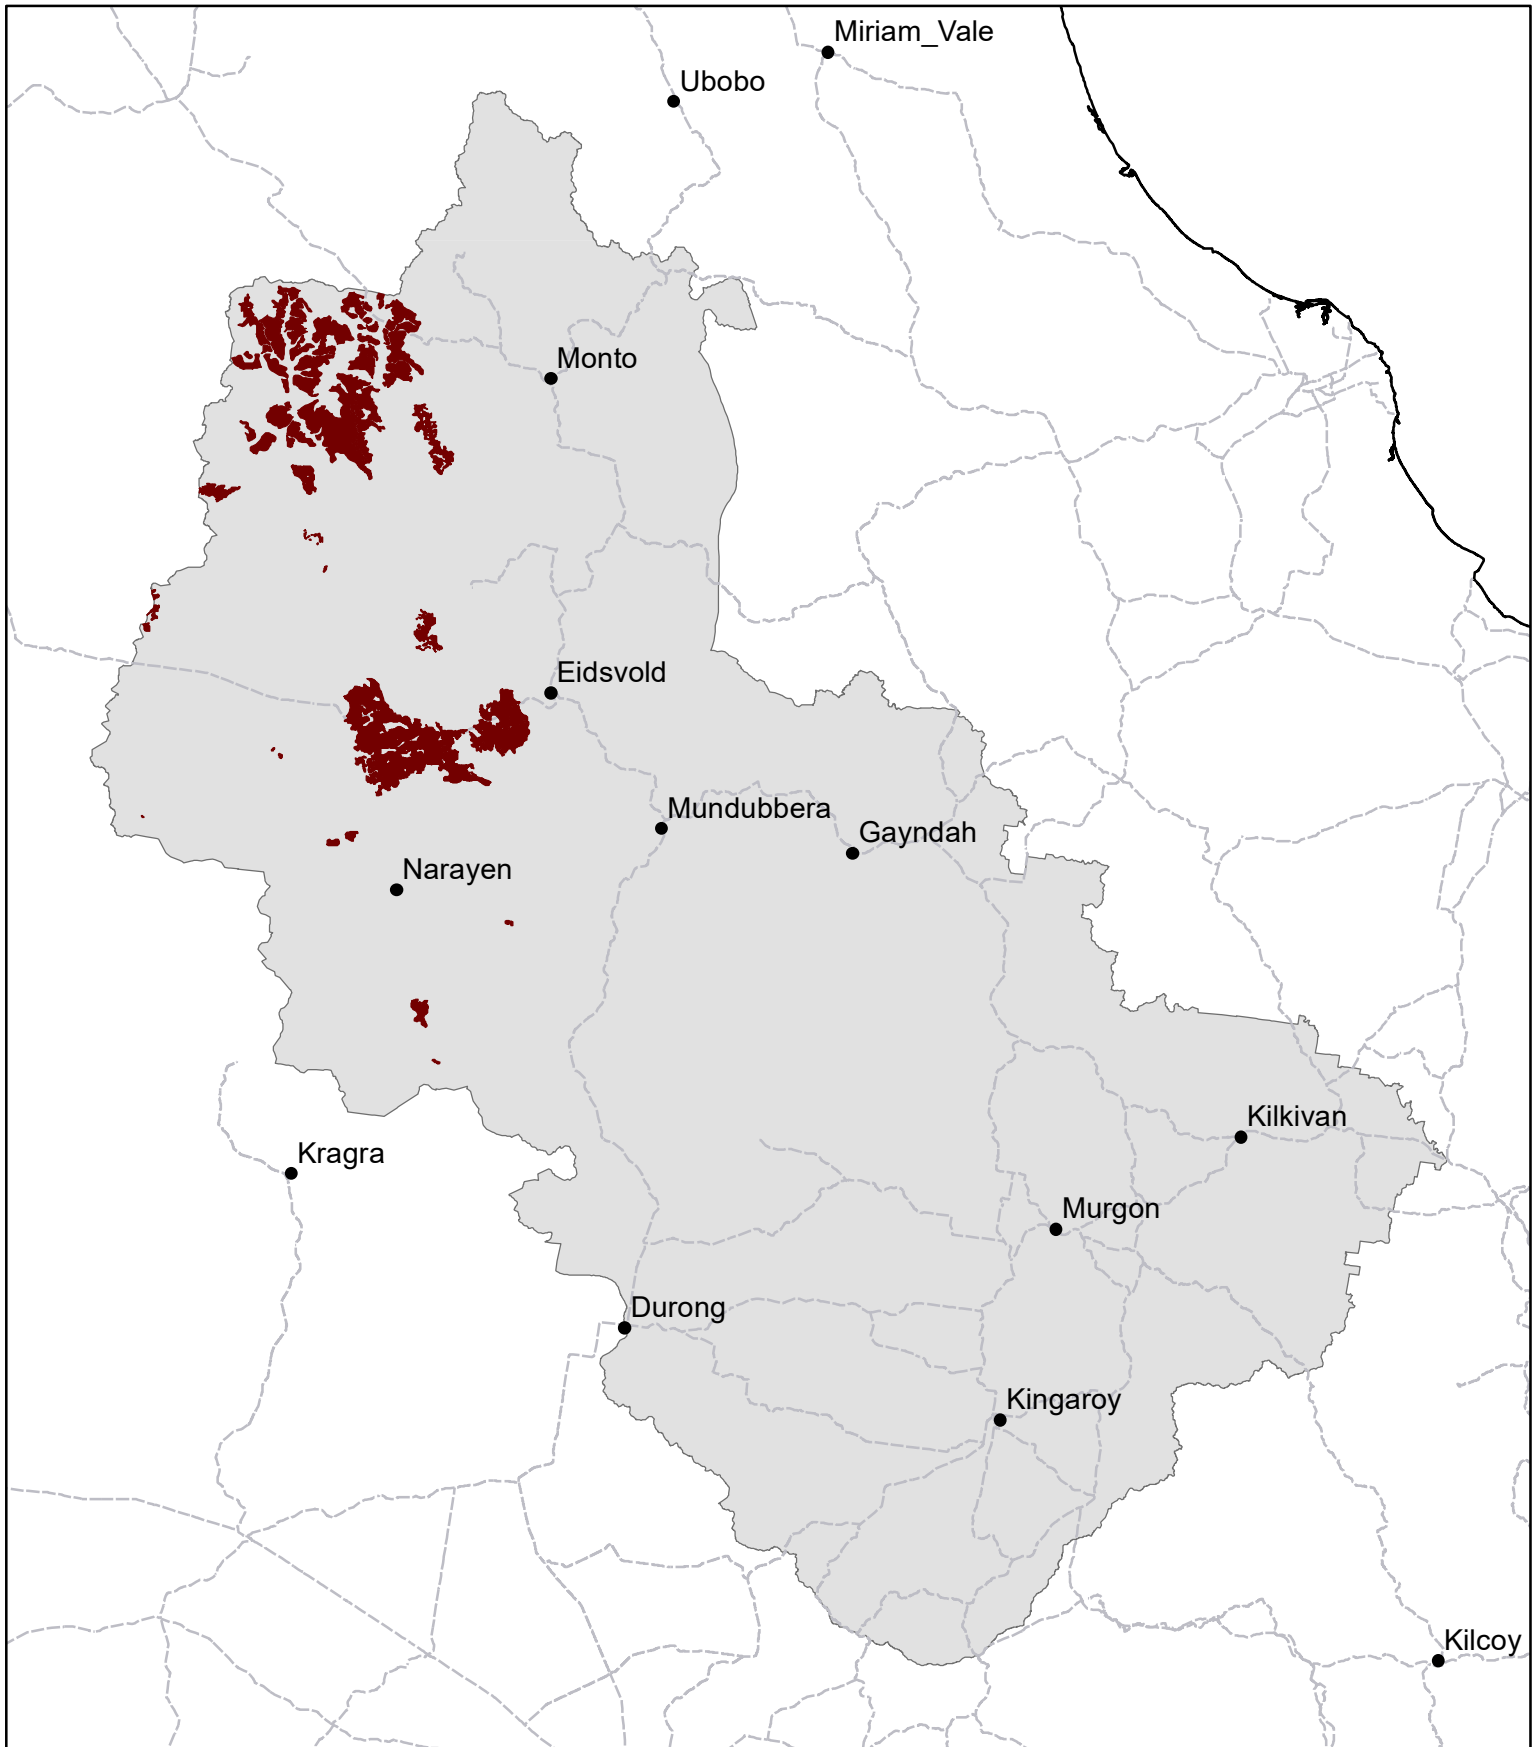 Miriam_Vale
Ubobo
Monto
Eidsvold
Mundubbera
Gayndah
Narayen
Kilkivan
Kragra
Murgon
Durong
Kingaroy
Kilcoy